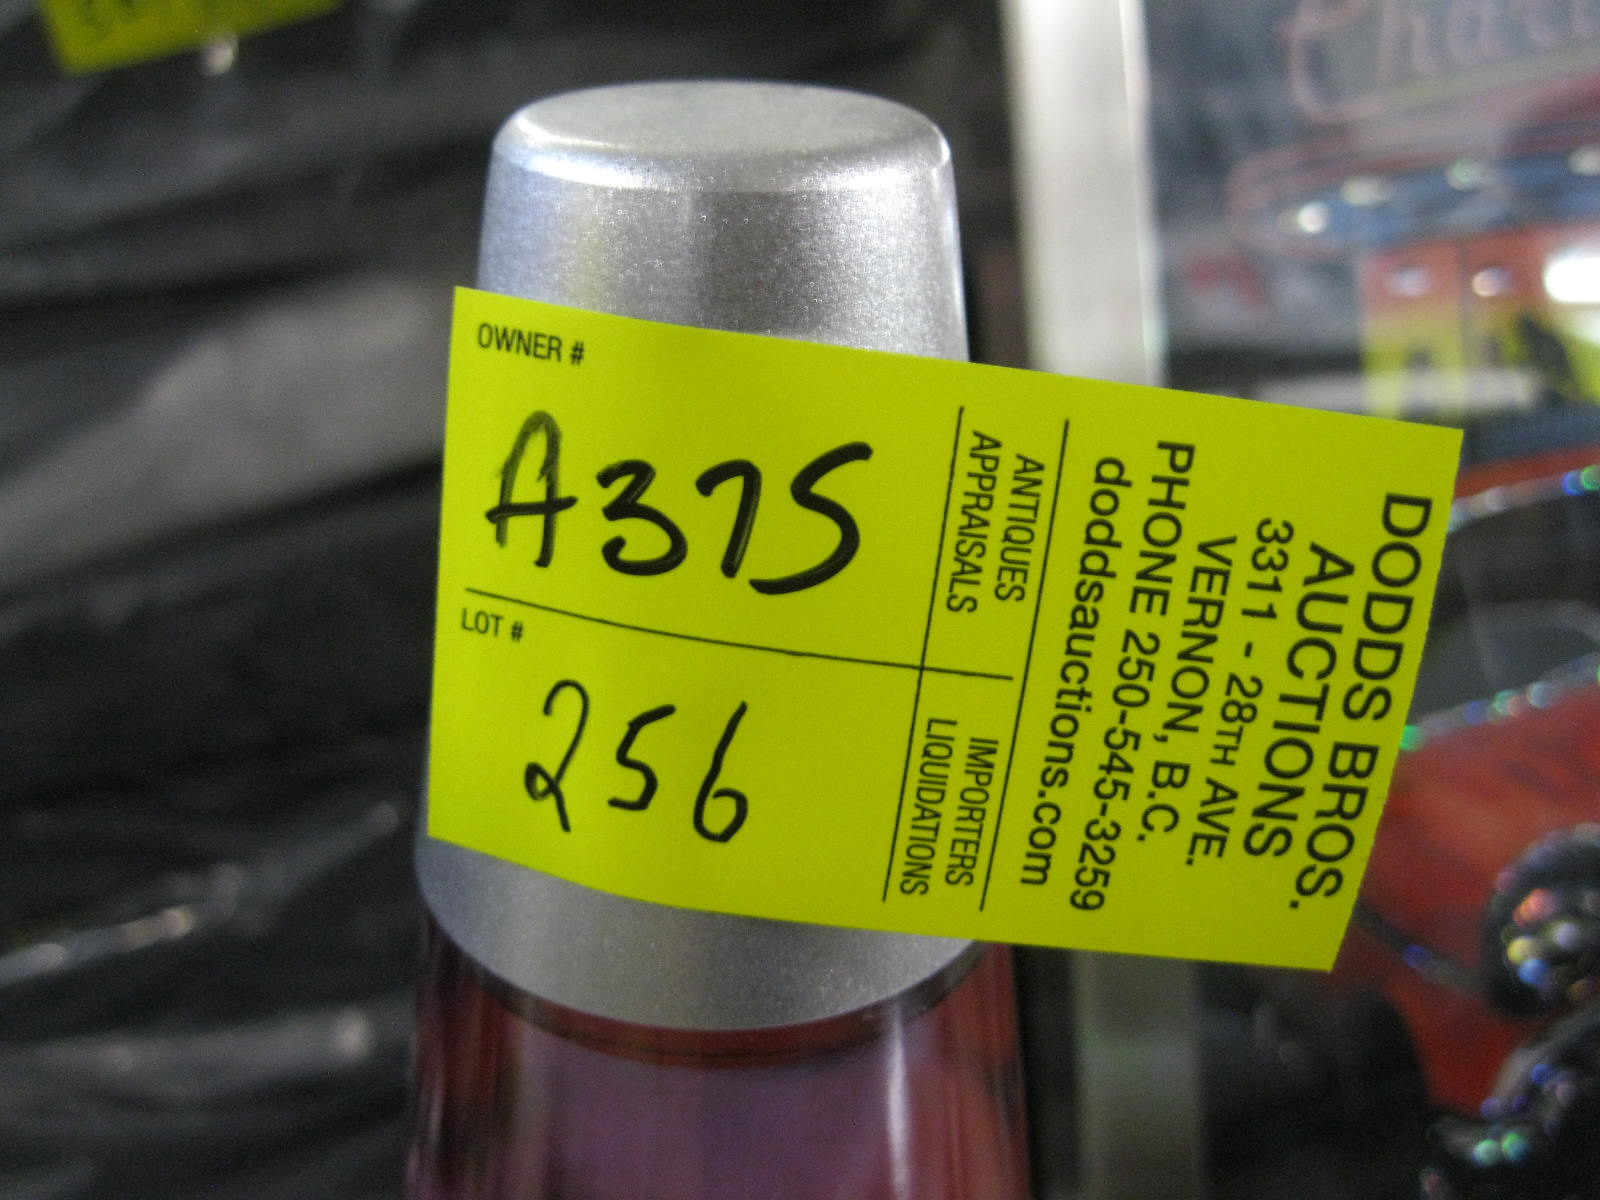 OWNER #
A375
LOT #
256
ANTIQUES
APPRAISALS
IMPORTERS
LIQUIDATIONS
DODDS BROS.
AUCTIONS
3311 - 28TH AVE.
VERNON, B.C.
PHONE 250-545-3259
doddsauctions.com